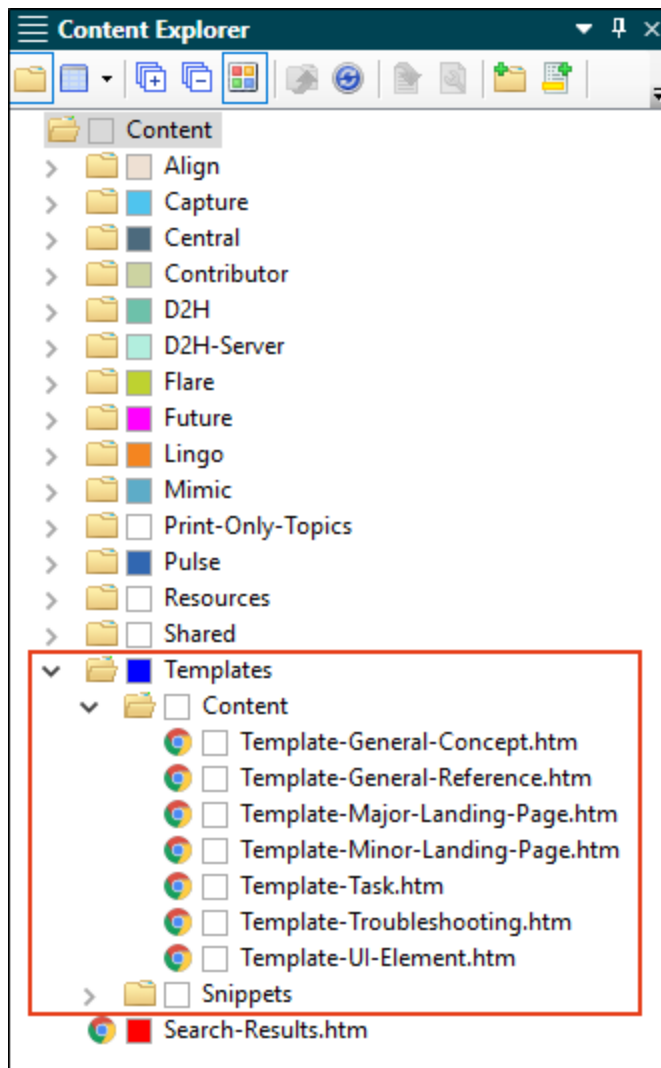 Content Explorer
Content
Align
Capture
Central
Contributor
D2H
D2H-Server
Flare
Future
Lingo
Mimic
Print-Only-Topics
Pulse
Resources
Shared
Templates
Content
Template-General-Concept.htm
Template-General-Reference.htm
Template-Major-Landing-Page.htm
Template-Minor-Landing-Page.htm
Template-Task.htm
Template-Troubleshooting.htm
Template-UI-Element.htm
Snippets
Search-Results.htm